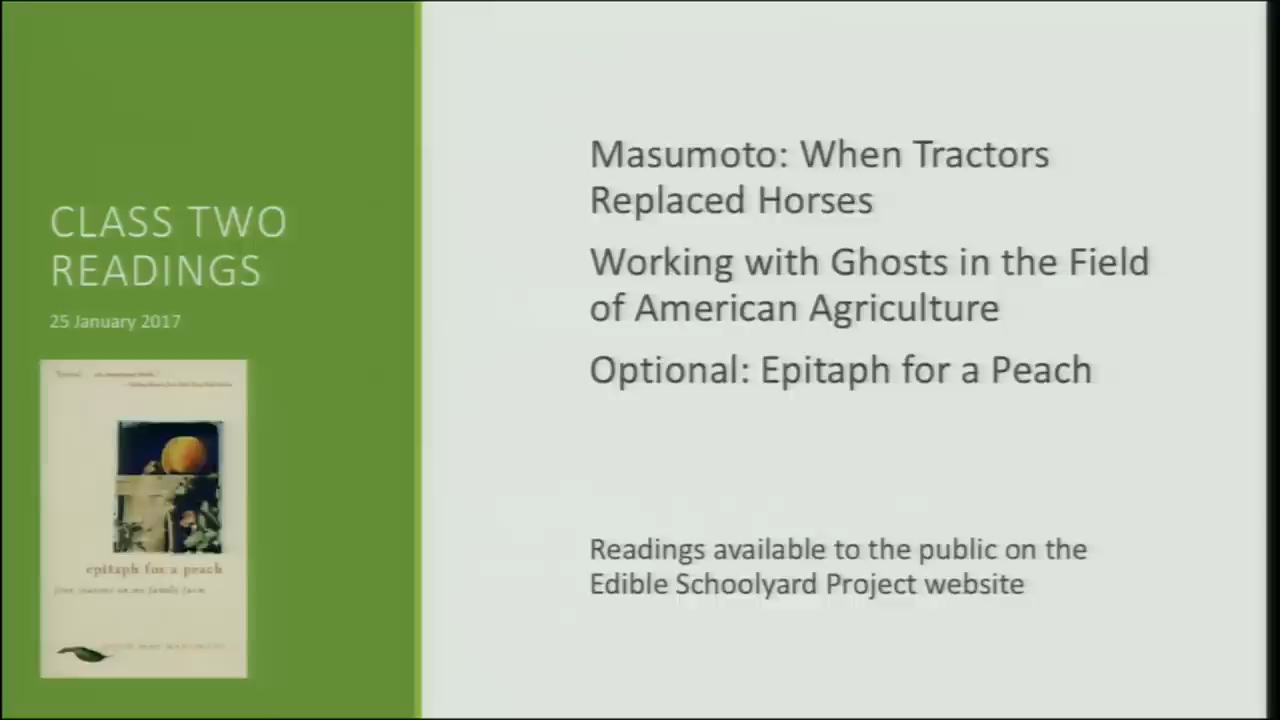 CLASS TWO
READINGS
25 January 2017
epitaph for a peach
Masumoto: When Tractors
Replaced Horses
Working with Ghosts in the Field
of American Agriculture
Optional: Epitaph for a Peach
Readings available to the public on the
Edible Schoolyard Project website